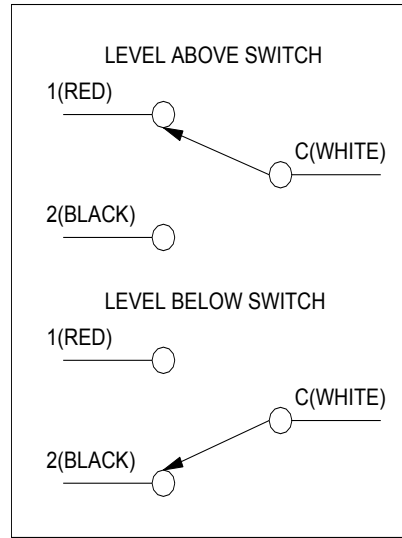 LEVEL ABOVE SWITCH
1(RED)
C(WHITE)
2(BLACK)
LEVEL BELOW SWITCH
1(RED)
C(WHITE)
2(BLACK)